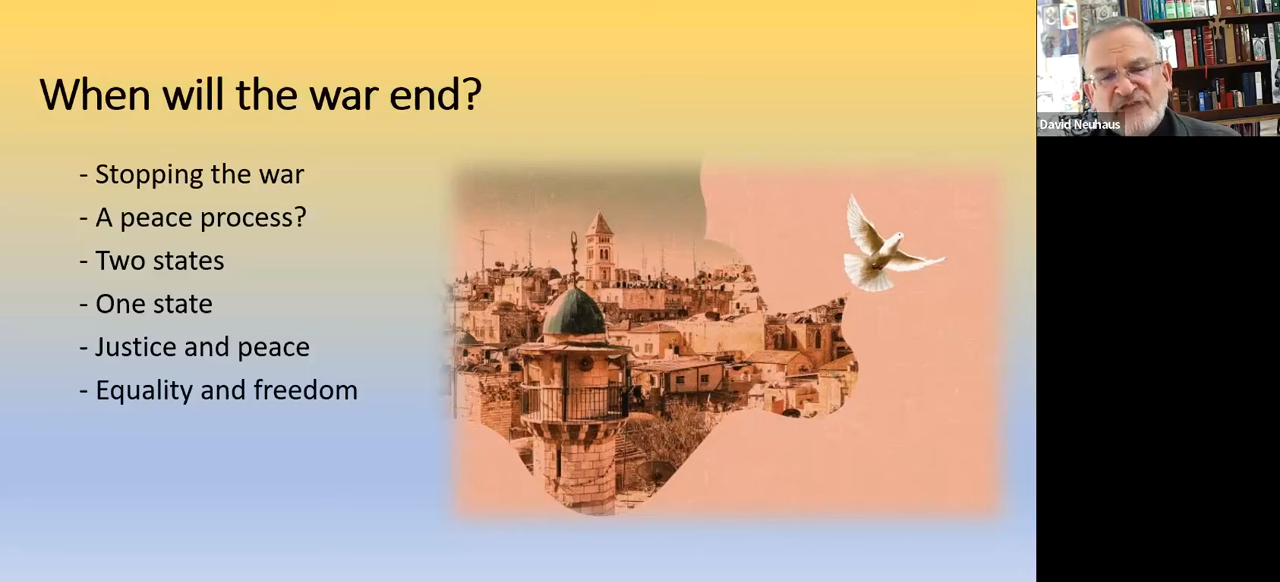 When will the war end?
- Stopping the war
- A peace process?
- Two states
- One state
- Justice and peace
- Equality and freedom
David Neuhaus